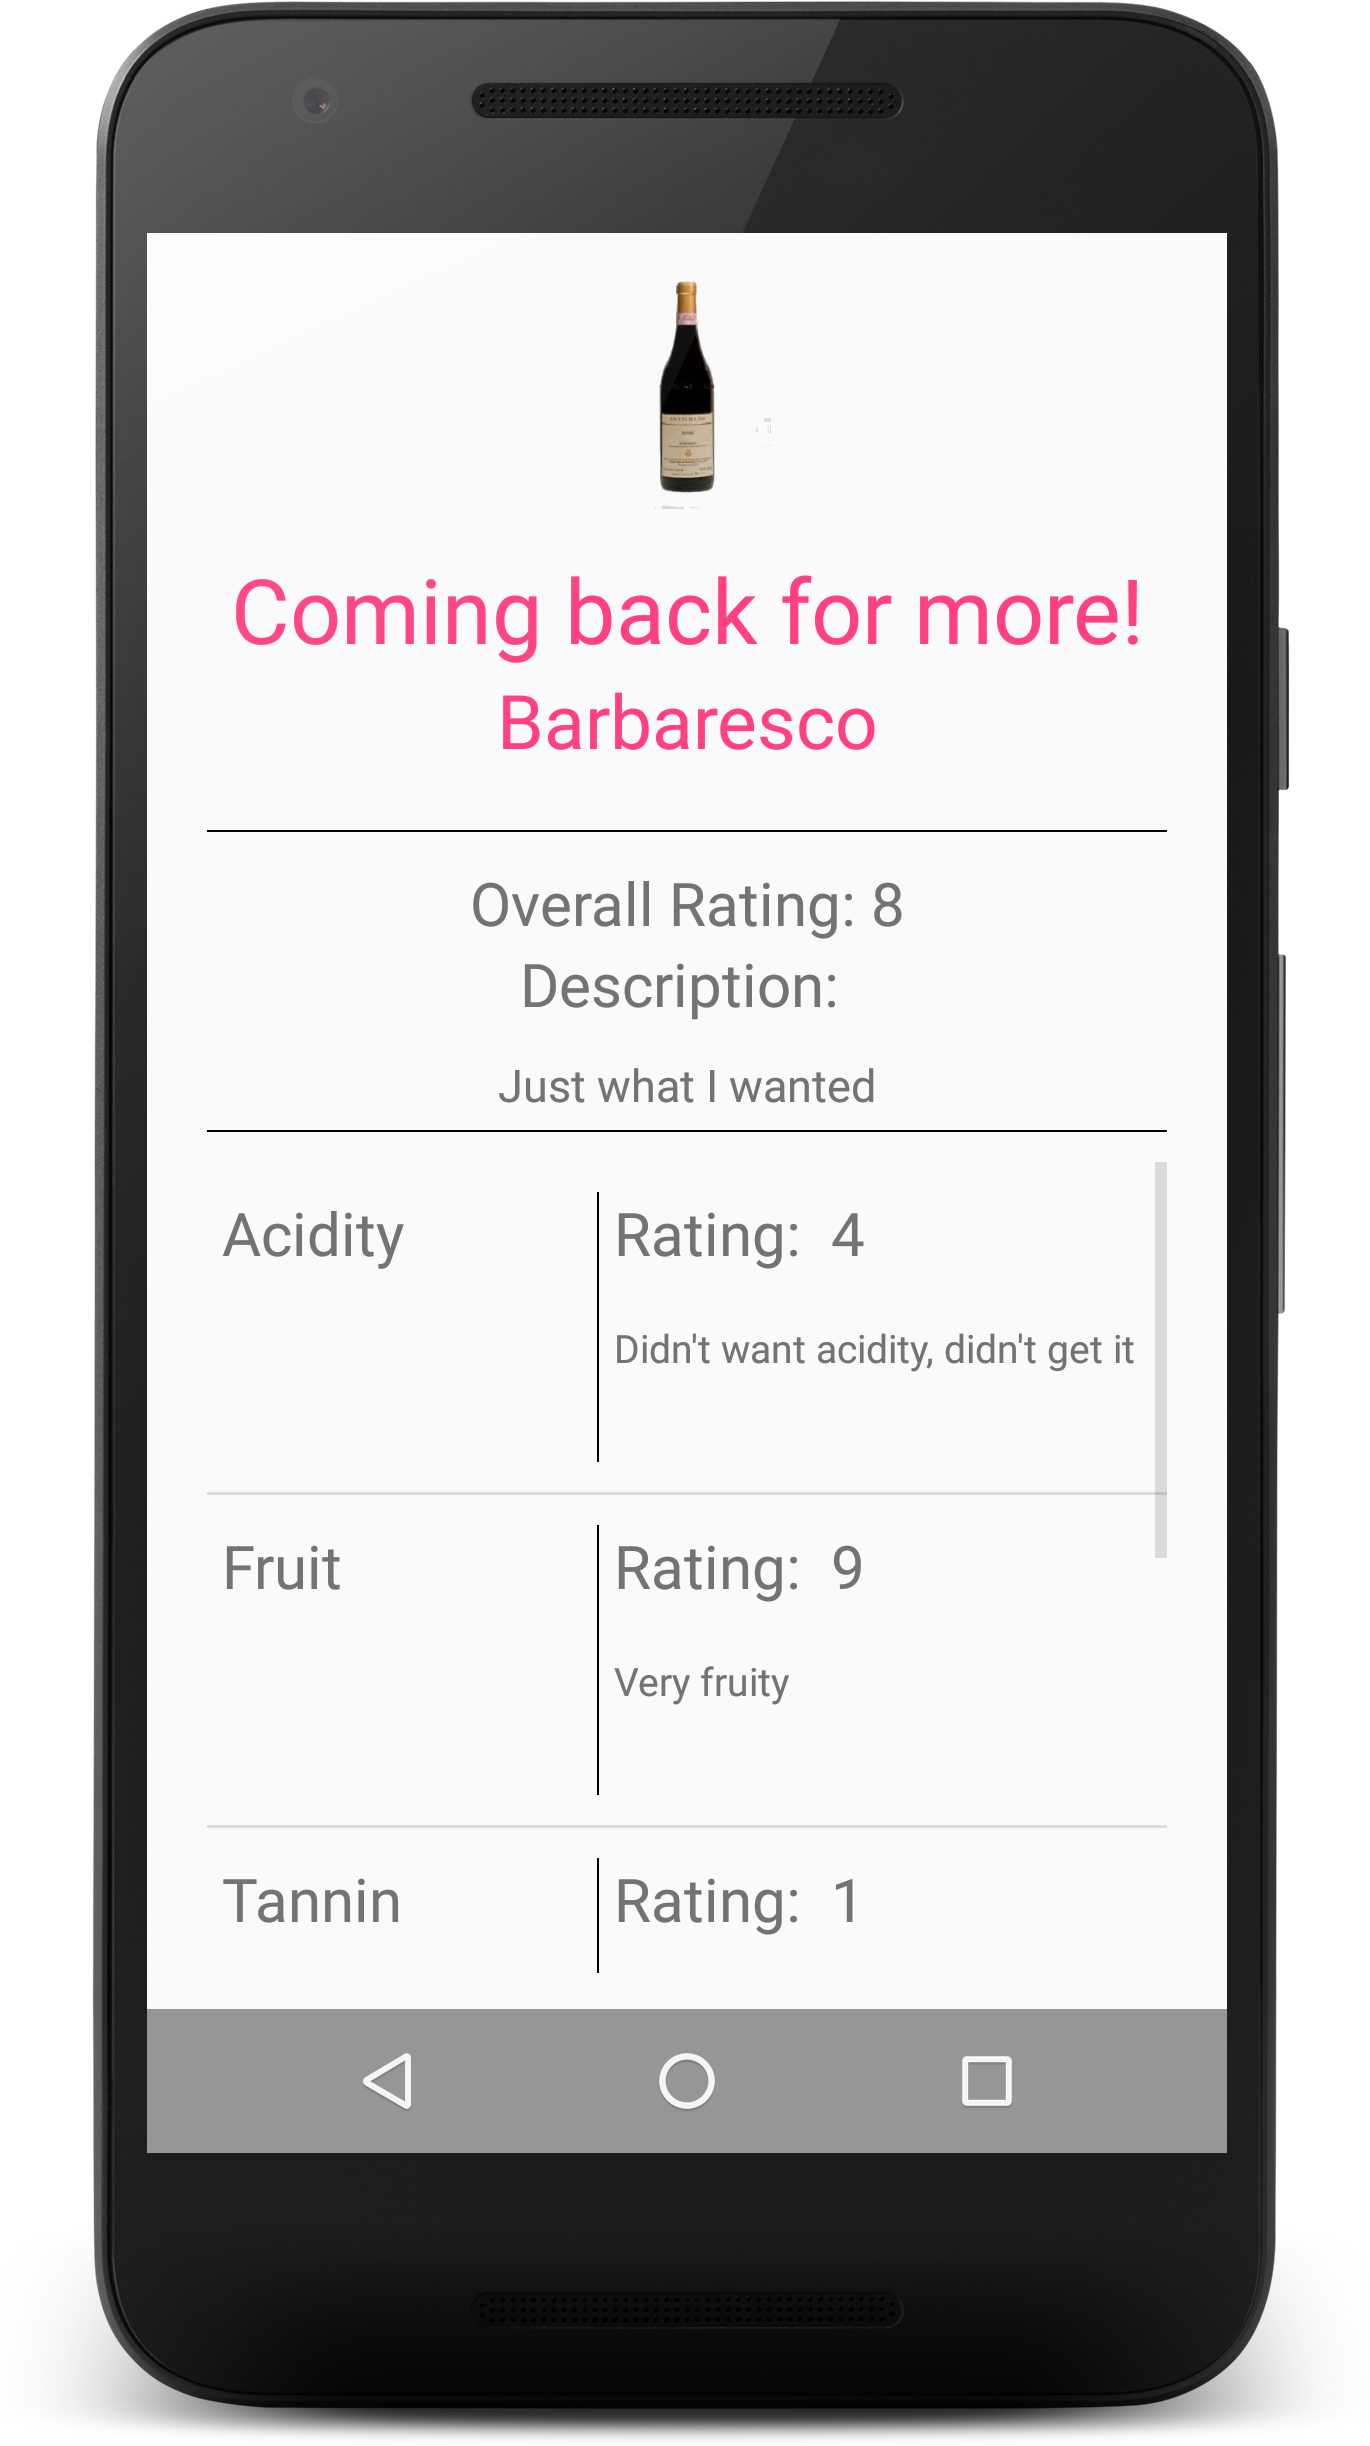 Coming back for more!
Barbaresco
Overall Rating: 8
Description:
Just what I wanted
Acidity
Rating: 4
Didn't want acidity, didn't get it
Fruit
Rating: 9
Very fruity
Tannin
Rating: 1